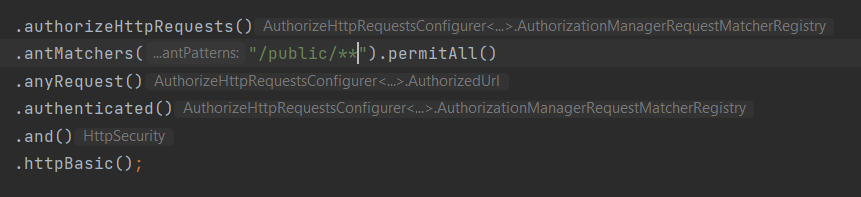 .authorizeHttpRequests() AuthorizeHttpRequestsConfigurer<...>.AuthorizationManagerRequestMatcherRegistry
.antMatchers( ...antPatterns: "/public/**").permitAll()
.anyRequest() AuthorizeHttpRequestsConfigurer<...>.AuthorizedUrl
.authenticated() AuthorizeHttpRequestsConfigurer<...>.AuthorizationManagerRequestMatcherRegistry
.and() HttpSecurity
.httpBasic();